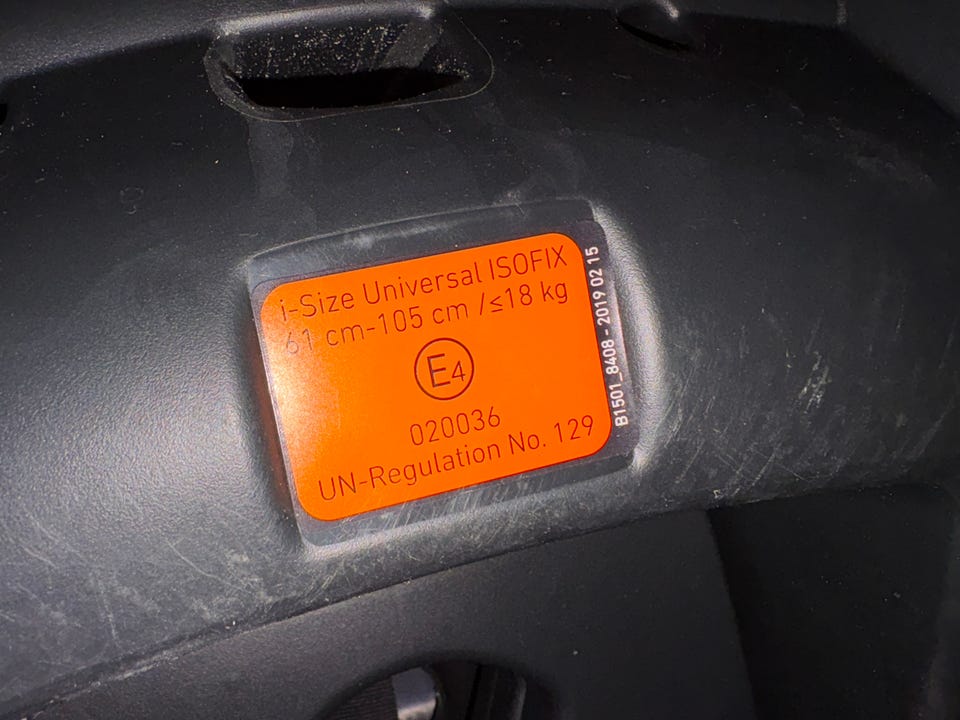 i-Size Universal ISOFIX
61 cm-105 cm /≤18 kg
E4
020036
UN-Regulation No. 129
B1501_8408 - 2019 02 15